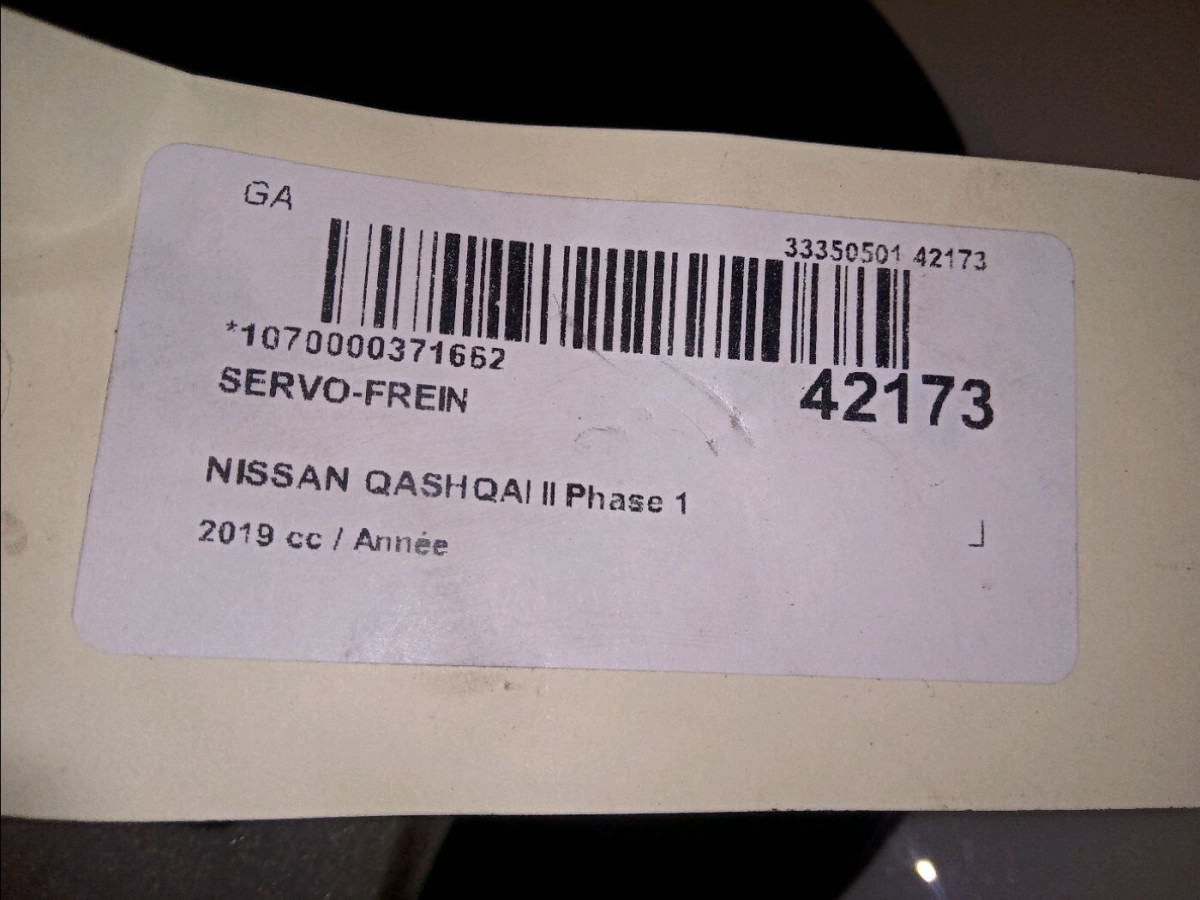 GA
33350501 42173
*1070000371662
42173
SERVO-FREIN
NISSAN QASHQAI II Phase 1
2019 cc / Année